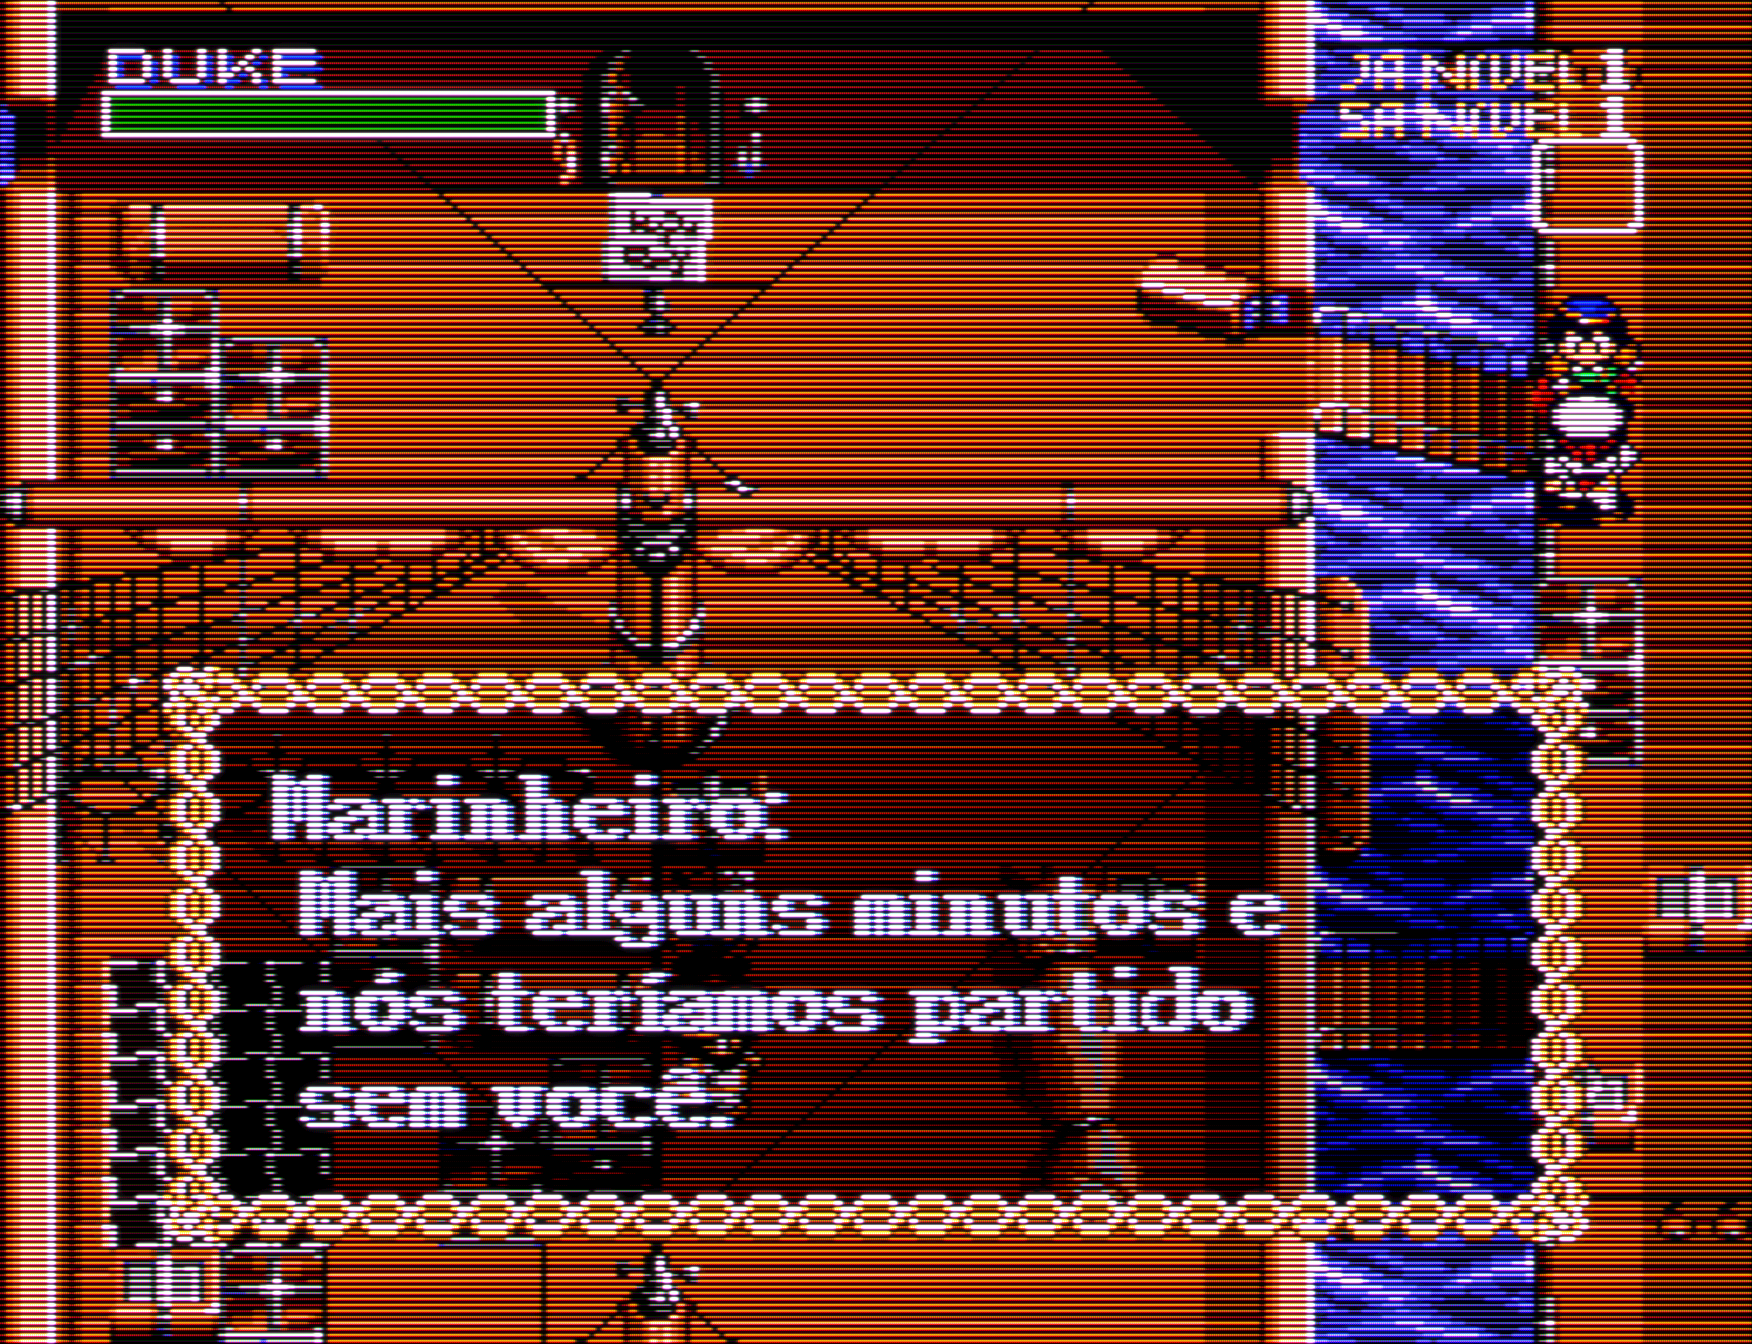 DUKE
JA NIVEL 1
SA NIVEL 1
Marinheiro:
Mais alguns minutos e
nós teríamos partido
sem você.